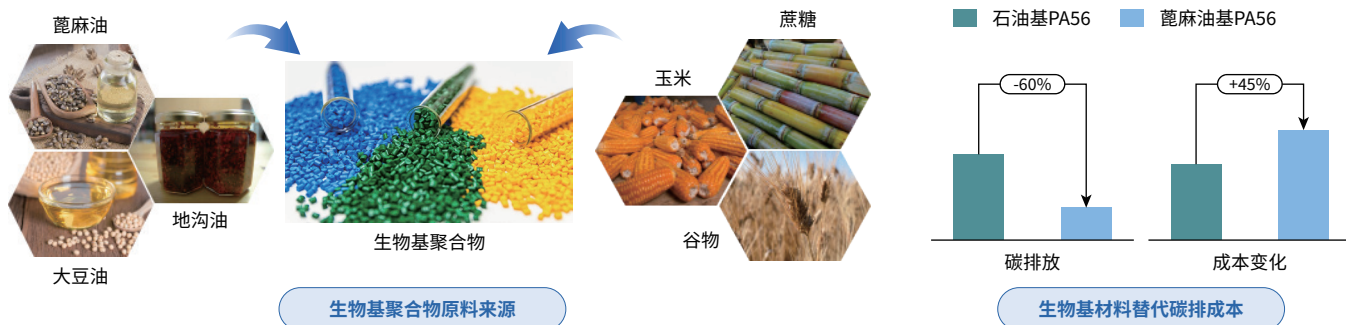 蓖麻油
地沟油
大豆油
生物基聚合物
玉米
蔗糖
谷物
生物基聚合物原料来源
石油基PA56
蓖麻油基PA56
-60%
+45%
碳排放
成本变化
生物基材料替代碳排成本